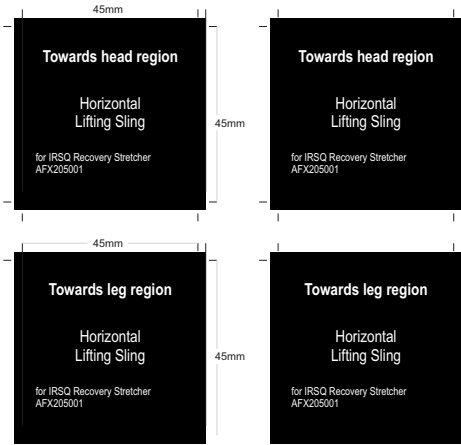 45mm
Towards head region
Horizontal
Lifting Sling
for IRSQ Recovery Stretcher
AFX205001
45mm
Towards head region
Horizontal
Lifting Sling
for IRSQ Recovery Stretcher
AFX205001
45mm
Towards leg region
Horizontal
Lifting Sling
for IRSQ Recovery Stretcher
AFX205001
45mm
Towards leg region
Horizontal
Lifting Sling
for IRSQ Recovery Stretcher
AFX205001